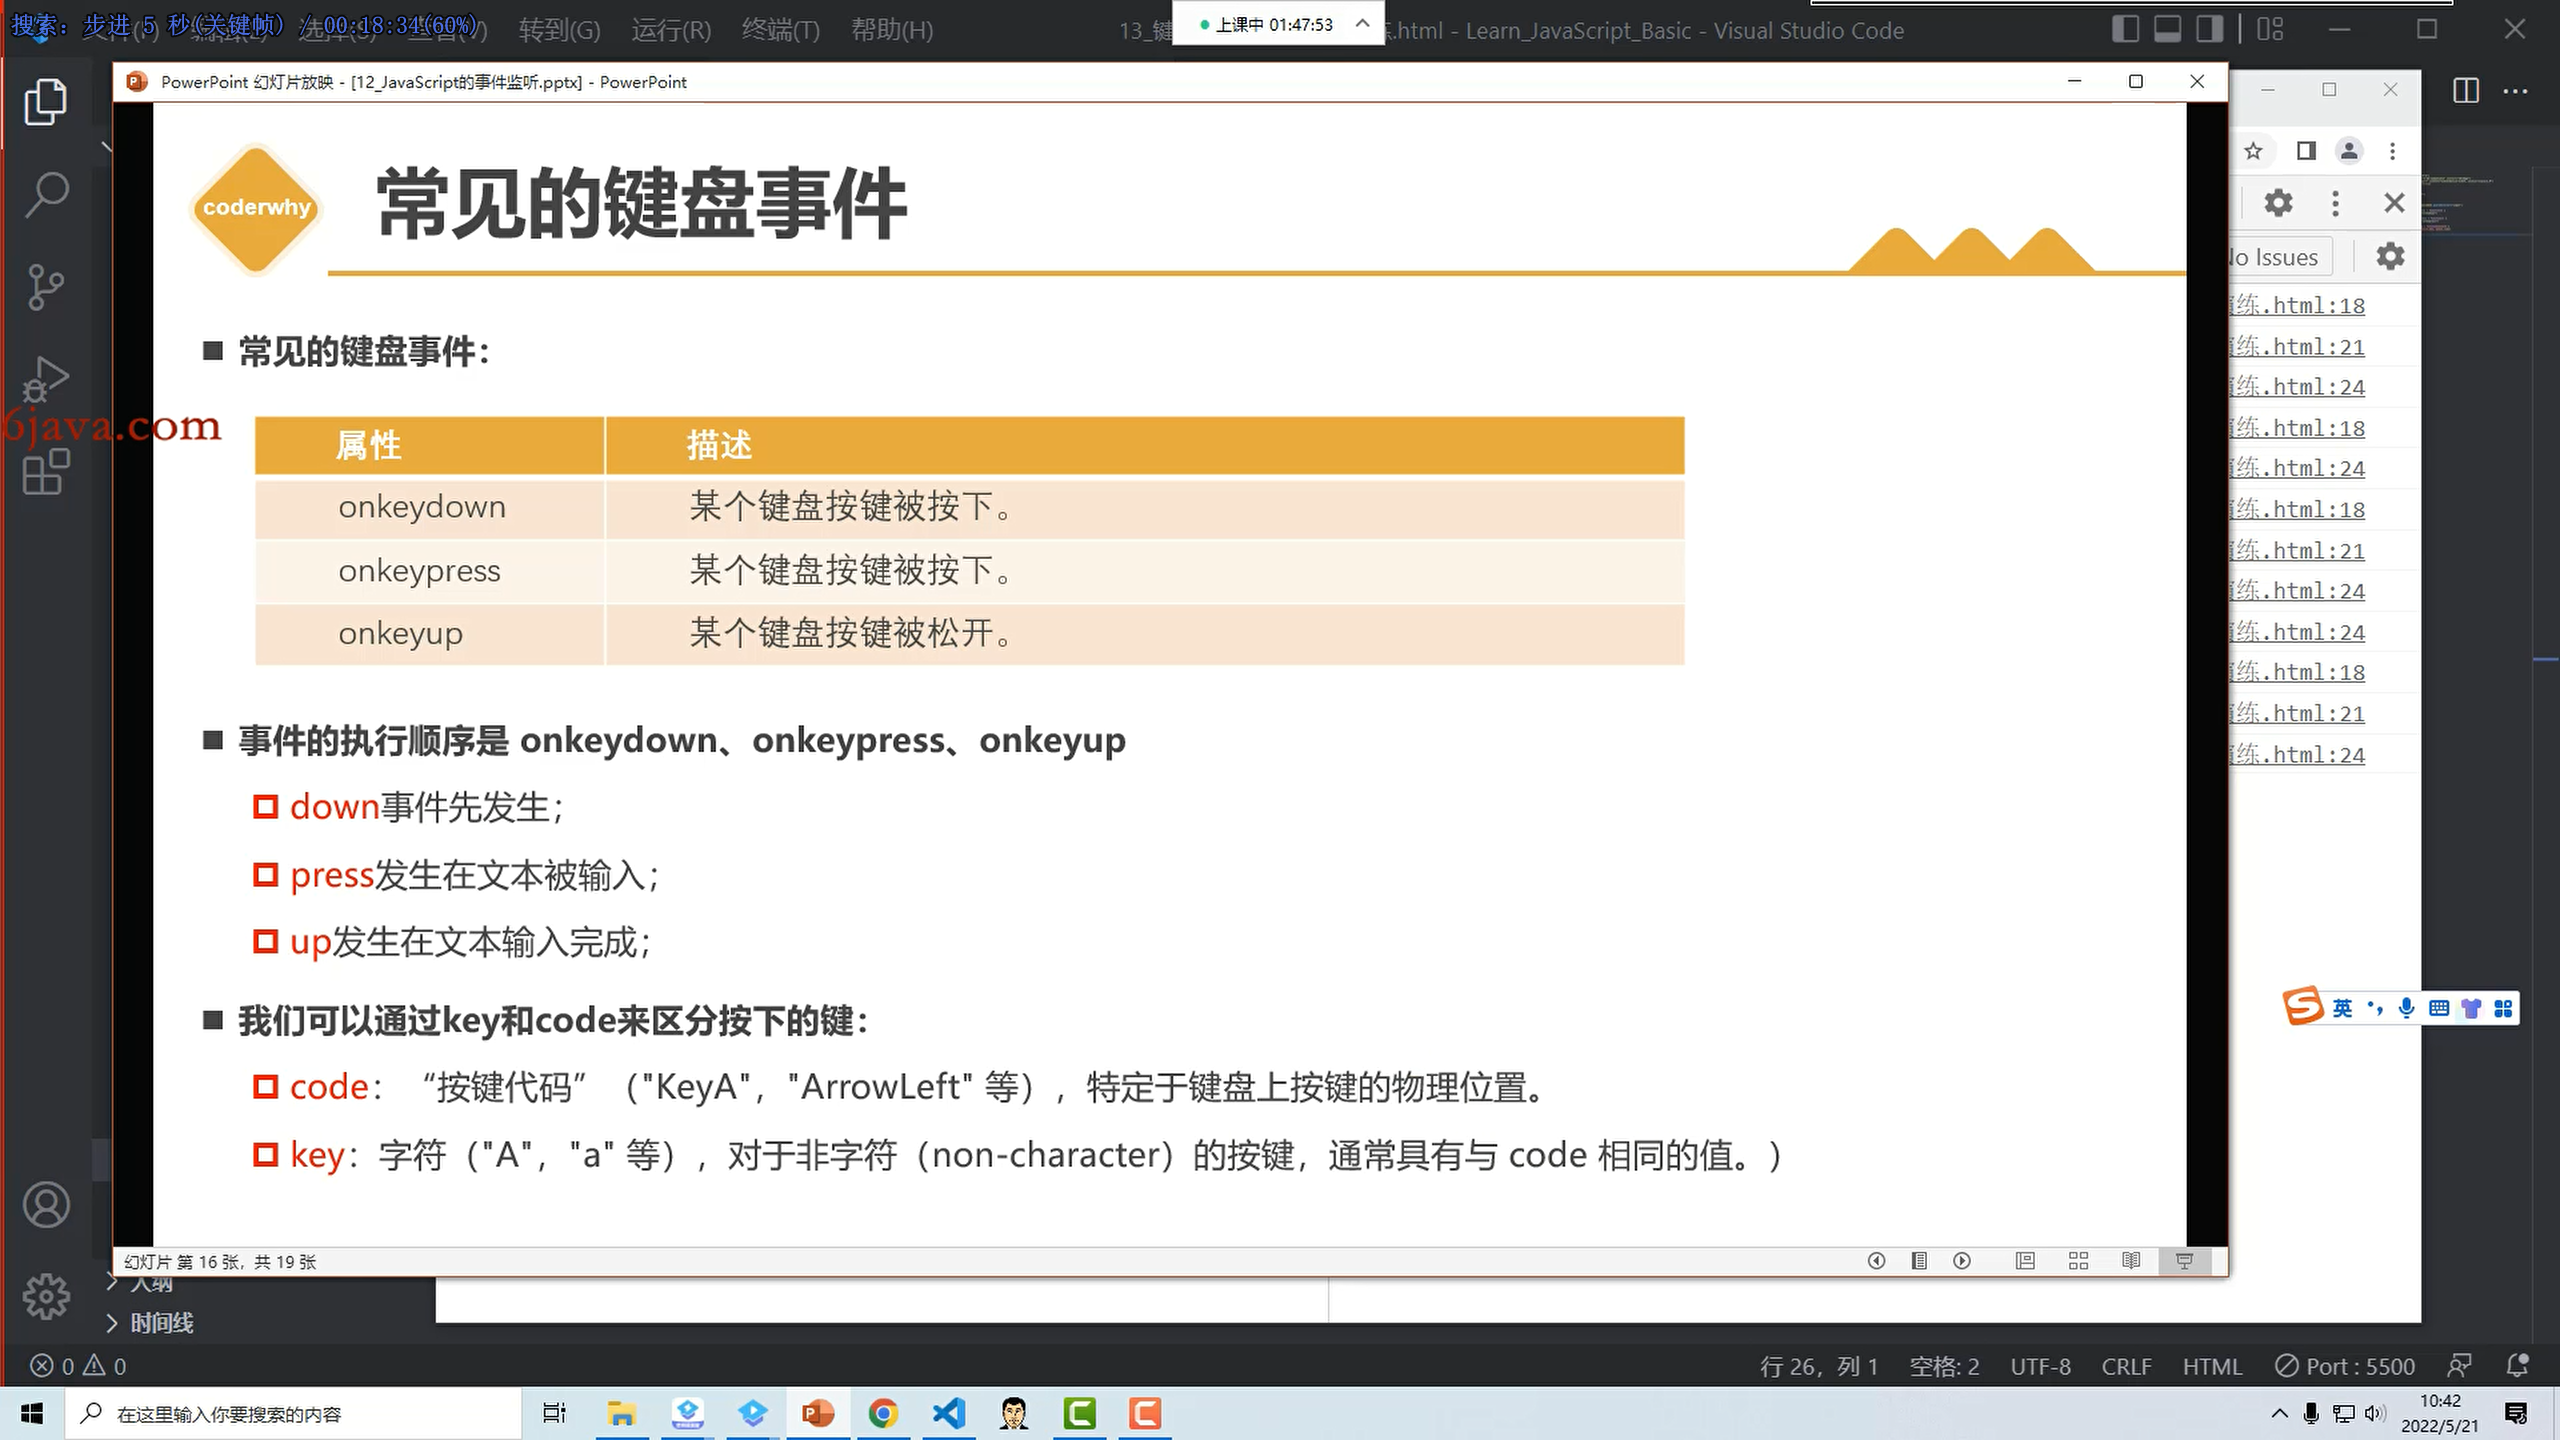 搜索: 步进 5 秒(关键帧) / 00:18:34(60%)
转到(G) 运行(R) 终端(T) 帮助(H)
上课中 01:47:53
.html - Learn_JavaScript_Basic - Visual Studio Code
PowerPoint 幻灯片放映 - [12_JavaScript的事件监听.pptx] - PowerPoint
coderwhy
常见的键盘事件
常见的键盘事件：
6java.com
属性 描述
onkeydown 某个键盘按键被按下。
onkeypress 某个键盘按键被按下。
onkeyup 某个键盘按键被松开。
事件的执行顺序是 onkeydown、onkeypress、onkeyup
down事件先发生；
press发生在文本被输入；
up发生在文本输入完成；
我们可以通过key和code来区分按下的键：
code：“按键代码”（"KeyA"，"ArrowLeft" 等），特定于键盘上按键的物理位置。
key：字符（"A"，"a" 等），对于非字符（non-character）的按键，通常具有与 code 相同的值。）
No Issues
练.html:18
练.html:21
练.html:24
练.html:18
练.html:24
练.html:18
练.html:21
练.html:24
练.html:24
练.html:18
练.html:21
练.html:24
英
幻灯片 第 16 张，共 19 张
大纲
时间线
0 0
行 26，列 1 空格: 2 UTF-8 CRLF HTML Port : 5500
在这里输入你要搜索的内容
10:42
2022/5/21